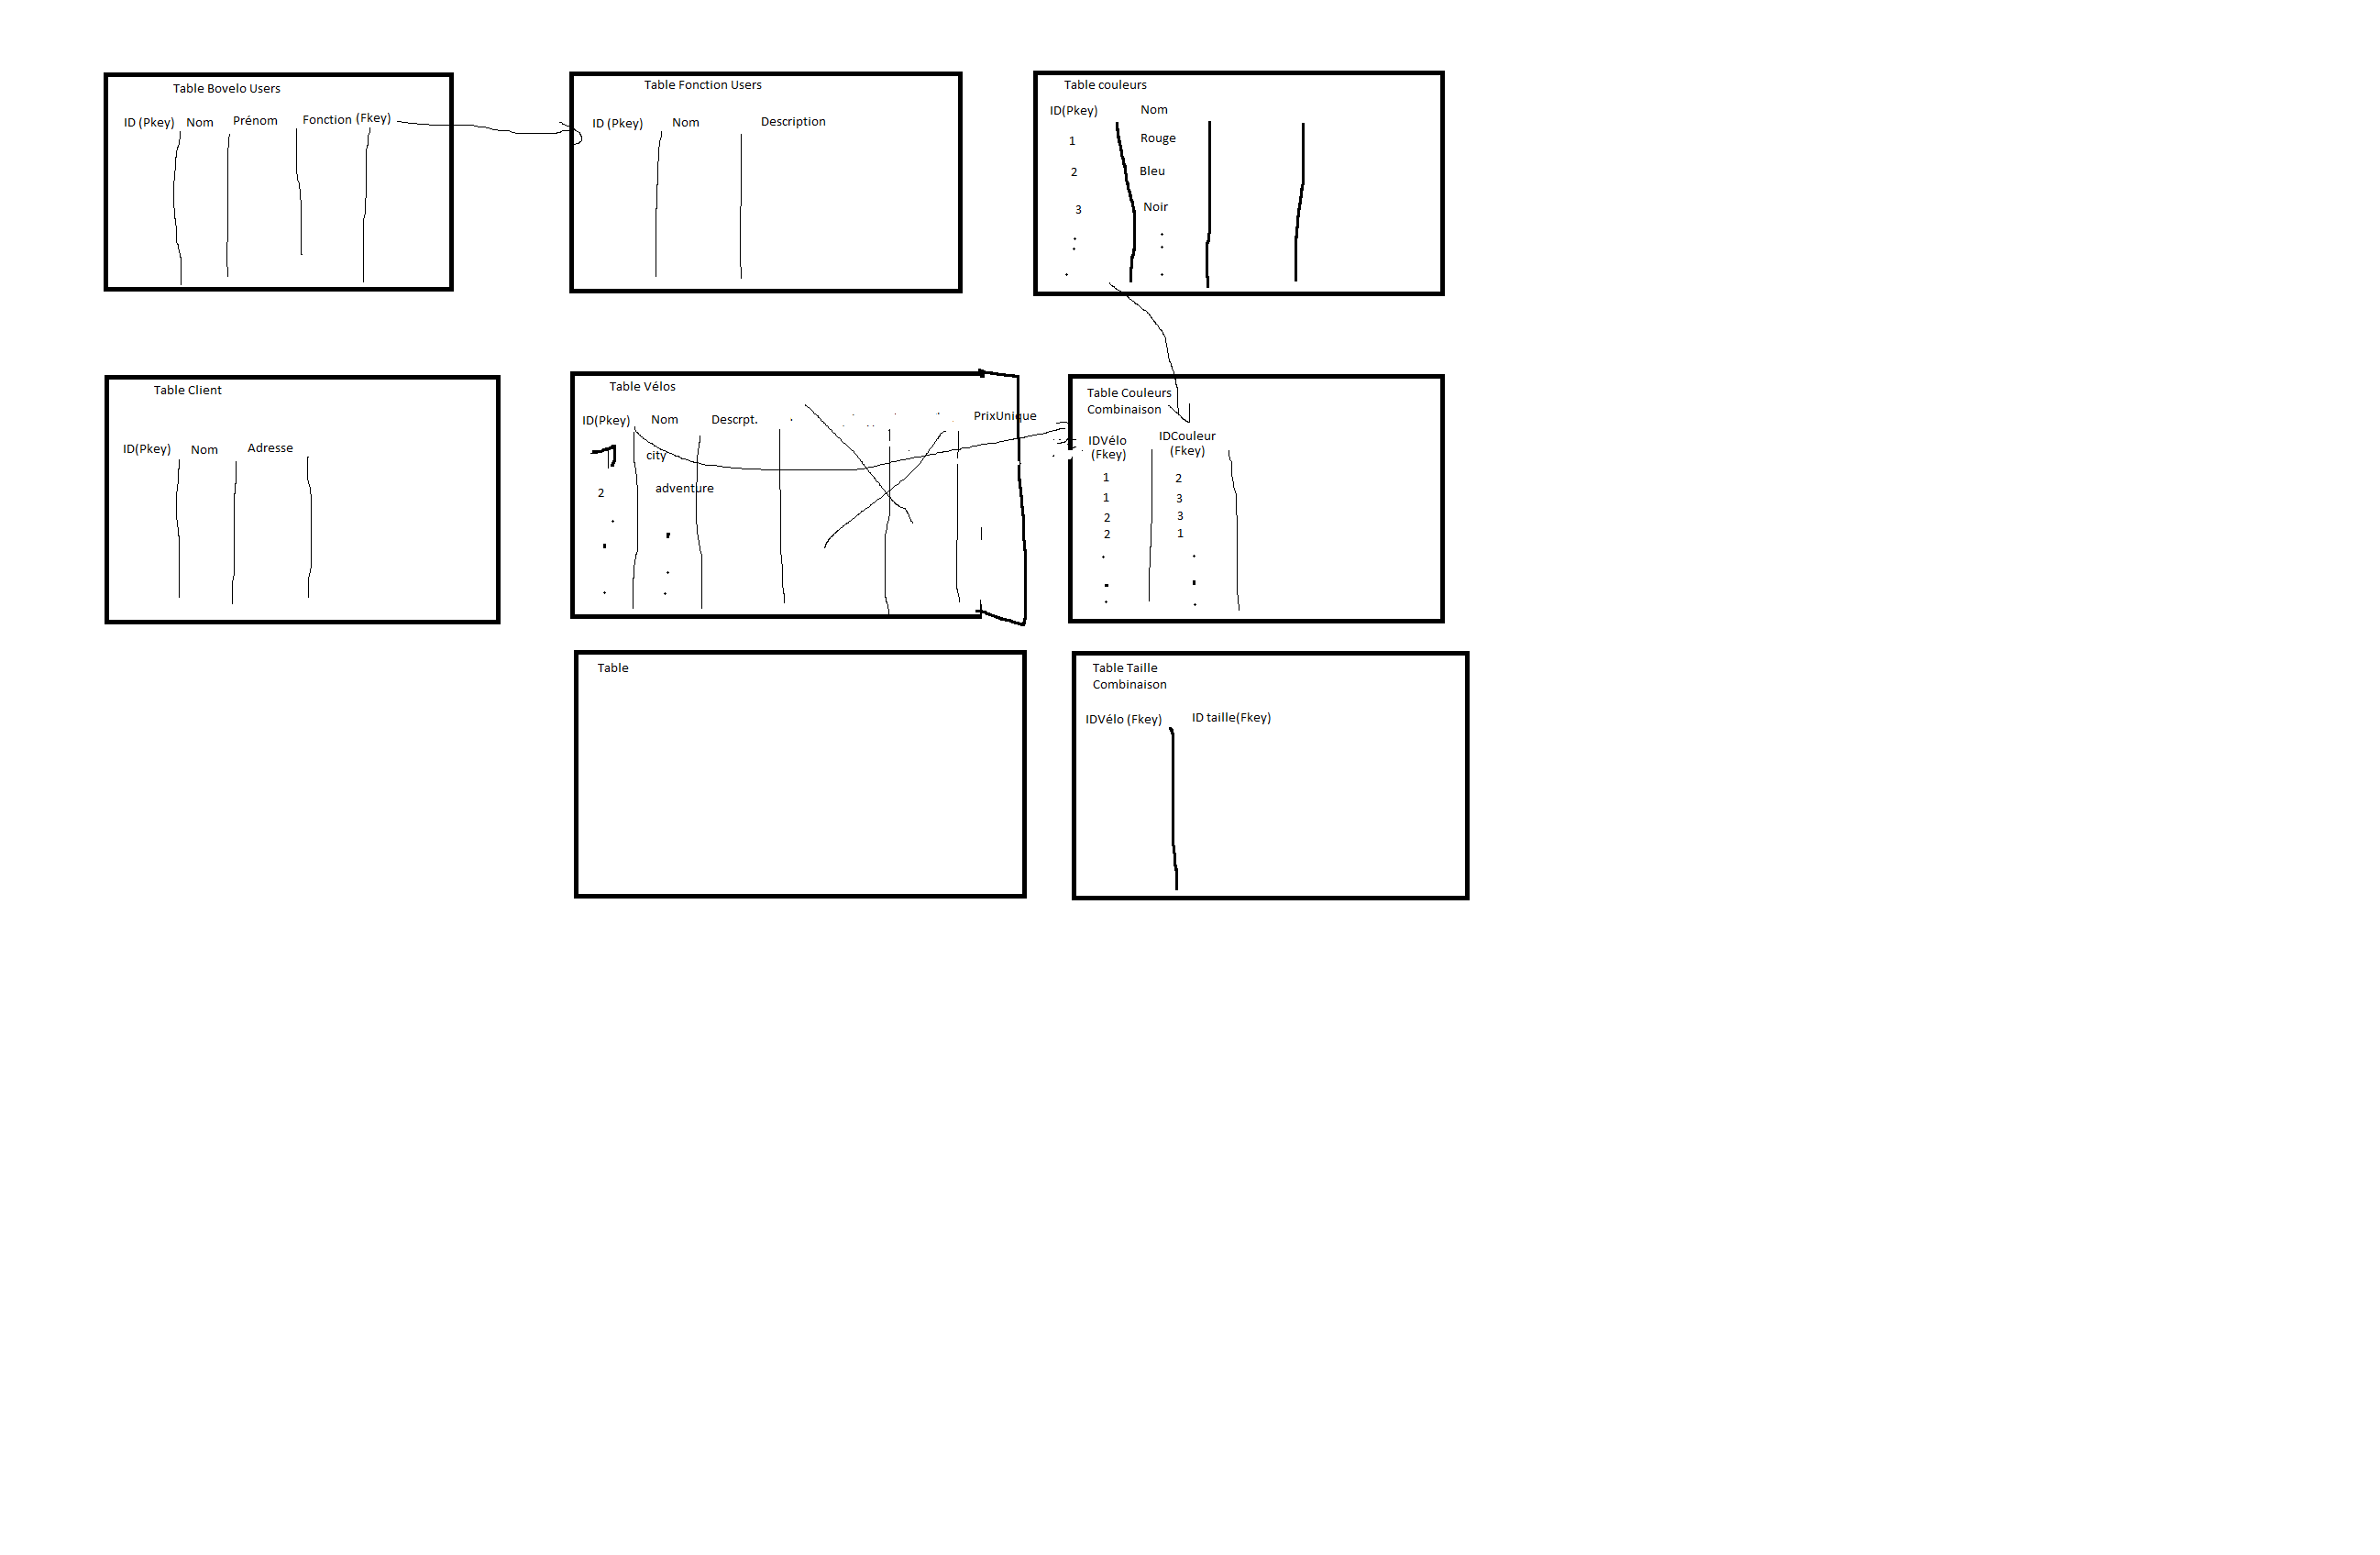 Table Bovelo Users
ID (Pkey) Nom Prénom Fonction (Fkey)
Table Fonction Users
ID (Pkey) Nom Description
Table couleurs
ID(Pkey) Nom
1 Rouge
2 Bleu
3 Noir
Table Client
ID(Pkey) Nom Adresse
Table Vélos
ID(Pkey) Nom Descrpt. PrixUnique
1 city
2 adventure
Table Couleurs
Combinaison
IDVélo
(Fkey)
IDCouleur
(Fkey)
1 2
1 3
2 3
2 1
Table
Table Taille
Combinaison
IDVélo (Fkey) ID taille(Fkey)